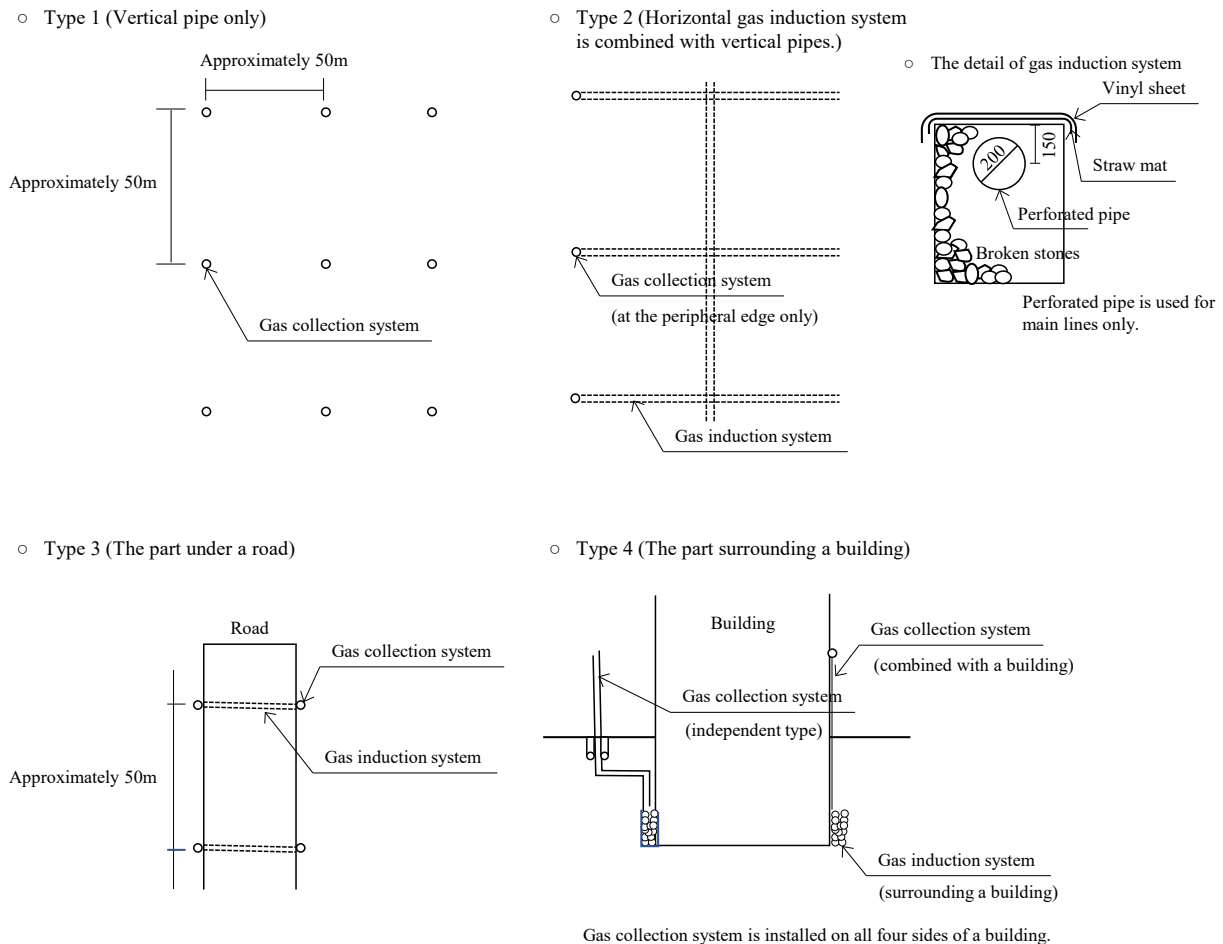 ○ Type 1 (Vertical pipe only)
Approximately 50m
Approximately 50m
Gas collection system
○ Type 2 (Horizontal gas induction system
is combined with vertical pipes.)
Gas collection system
(at the peripheral edge only)
Gas induction system
○ The detail of gas induction system
Vinyl sheet
150
200
Straw mat
Perforated pipe
Broken stones
Perforated pipe is used for
main lines only.
○ Type 3 (The part under a road)
Road
Gas collection system
Gas induction system
Approximately 50m
○ Type 4 (The part surrounding a building)
Building
Gas collection system
(combined with a building)
Gas collection system
(independent type)
Gas induction system
(surrounding a building)
Gas collection system is installed on all four sides of a building.